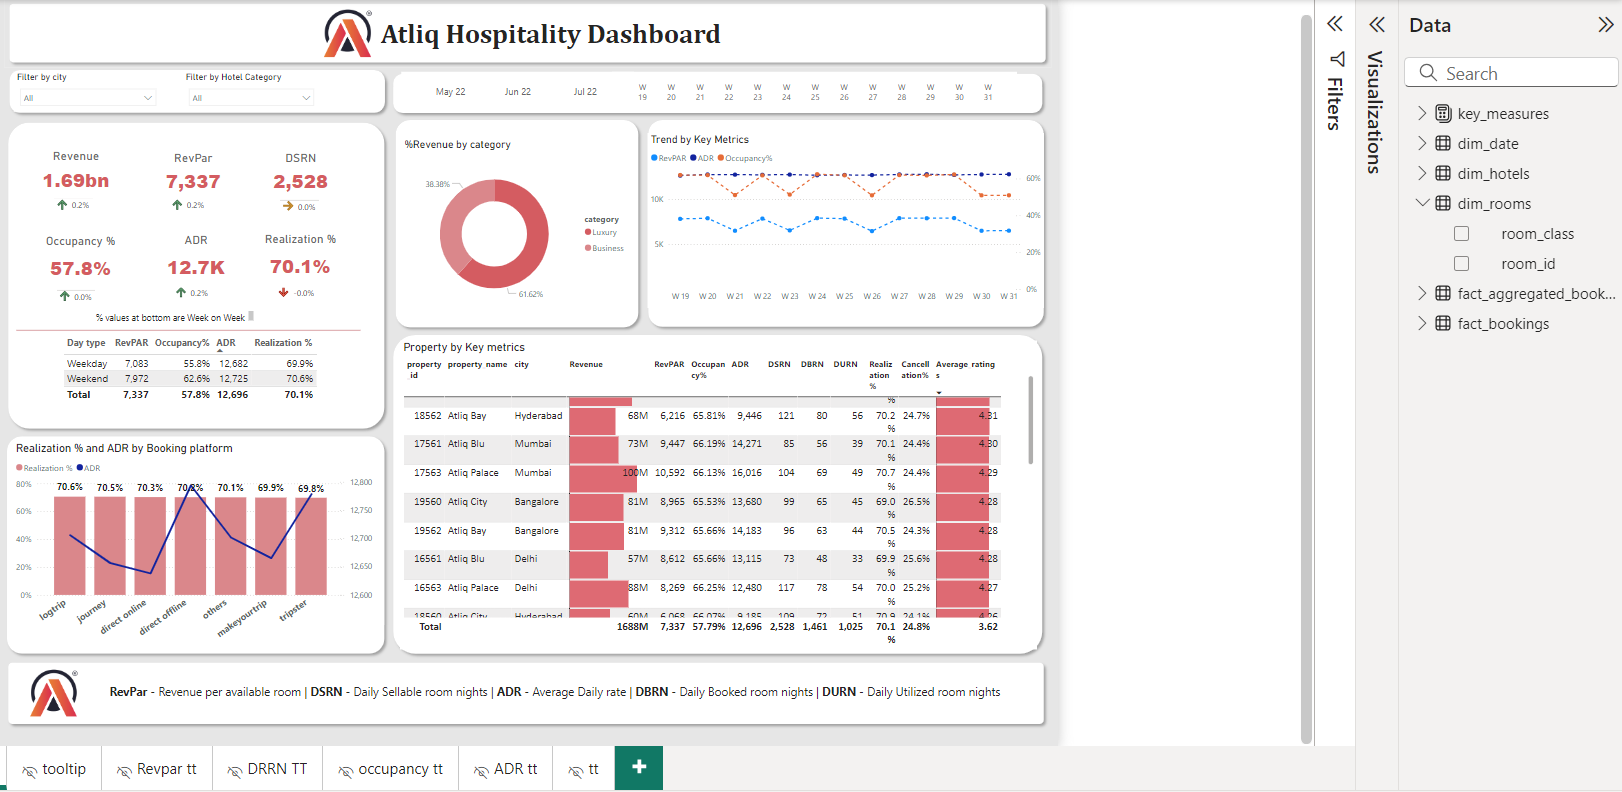 Atliq Hospitality Dashboard
Filter by city
All
Filter by Hotel Category
All
May 22 Jun 22 Jul 22
W 19 W 20 W 21 W 22 W 23 W 24 W 25 W 26 W 27 W 28 W 29 W 30 W 31
Revenue
1.69bn
0.2%
RevPar
7,337
0.2%
DSRN
2,528
0.0%
Occupancy %
57.8%
0.0%
ADR
12.7K
0.2%
Realization %
70.1%
-0.0%
% values at bottom are Week on Week
Day type RevPAR Occupancy% ADR Realization %
Weekday 7,083 55.8% 12,682 69.9%
Weekend 7,972 62.6% 12,725 70.6%
Total 7,337 57.8% 12,696 70.1%
%Revenue by category
38.38%
61.62%
category
Luxury
Business
Trend by Key Metrics
RevPAR ADR Occupancy%
10K
5K
60%
40%
20%
0%
W 19 W 20 W 21 W 22 W 23 W 24 W 25 W 26 W 27 W 28 W 29 W 30 W 31
Realization % and ADR by Booking platform
Realization % ADR
80%
60%
40%
20%
0%
70.6% 70.5% 70.3% 70.1% 69.9% 69.8%
12,800
12,750
12,700
12,650
12,600
logtrip journey direct online direct offline others makeyourtrip tripster
Property by Key metrics
property id property name city Revenue RevPAR Occupancy% ADR DSRN DBRN DURN Realization % Cancellation% Average ratings
%
18562 Atliq Bay Hyderabad 68M 6,216 65.81% 9,446 121 80 56 70.2% 24.7% 4.31
17561 Atliq Blu Mumbai 73M 9,447 66.19% 14,271 85 56 39 70.1% 24.4% 4.30
17563 Atliq Palace Mumbai 100M 10,592 66.13% 16,016 104 69 49 70.7% 24.4% 4.29
19560 Atliq City Bangalore 81M 8,965 65.53% 13,680 99 65 45 69.0% 26.5% 4.28
19562 Atliq Bay Bangalore 81M 9,312 65.66% 14,183 96 63 44 70.5% 24.3% 4.28
16561 Atliq Blu Delhi 57M 8,612 65.66% 13,115 73 48 33 69.9% 25.6% 4.28
16563 Atliq Palace Delhi 88M 8,269 66.25% 12,480 117 78 54 70.0% 25.2% 4.27
18560 Atliq City Hyderabad 60M 6,068 66.07% 9,185 109 72 51 70.9 24.1% 4.26
Total 1688M 7,337 57.79% 12,696 2,528 1,461 1,025 70.1% 24.8% 3.62
RevPar - Revenue per available room | DSRN - Daily Sellable room nights | ADR - Average Daily rate | DBRN - Daily Booked room nights | DURN - Daily Utilized room nights
tooltip
Revpar tt
DRRN TT
occupancy tt
ADR tt
tt
Filters
Visualizations
Data
Search
key_measures
dim_date
dim_hotels
dim_rooms
room_class
room_id
fact_aggregated_book...
fact_bookings